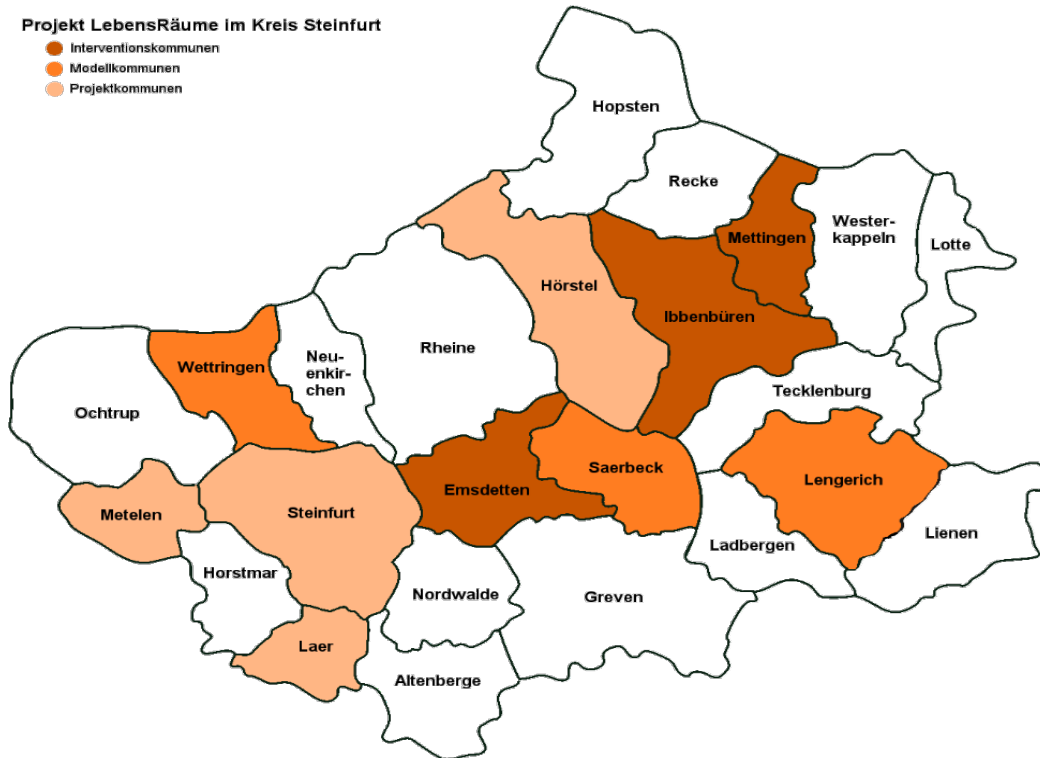 Projekt LebensRäume im Kreis Steinfurt
Interventionskommunen
Modellkommunen
Projektkommunen
Hopsten
Recke
Mettingen
Wester-
kappeln
Lotte
Hörstel
Ibbenbüren
Rheine
Neu-
enkir-
chen
Wettringen
Ochtrup
Tecklenburg
Saerbeck
Lengerich
Emsdetten
Metelen
Steinfurt
Lienen
Ladbergen
Horstmar
Nordwalde
Greven
Laer
Altenberge